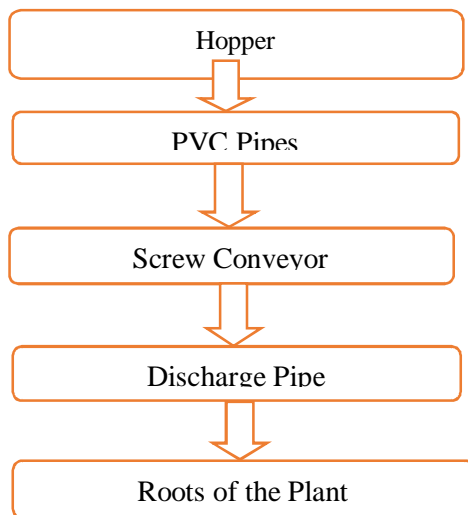 Hopper
PVC Pipes
Screw Conveyor
Discharge Pipe
Roots of the Plant